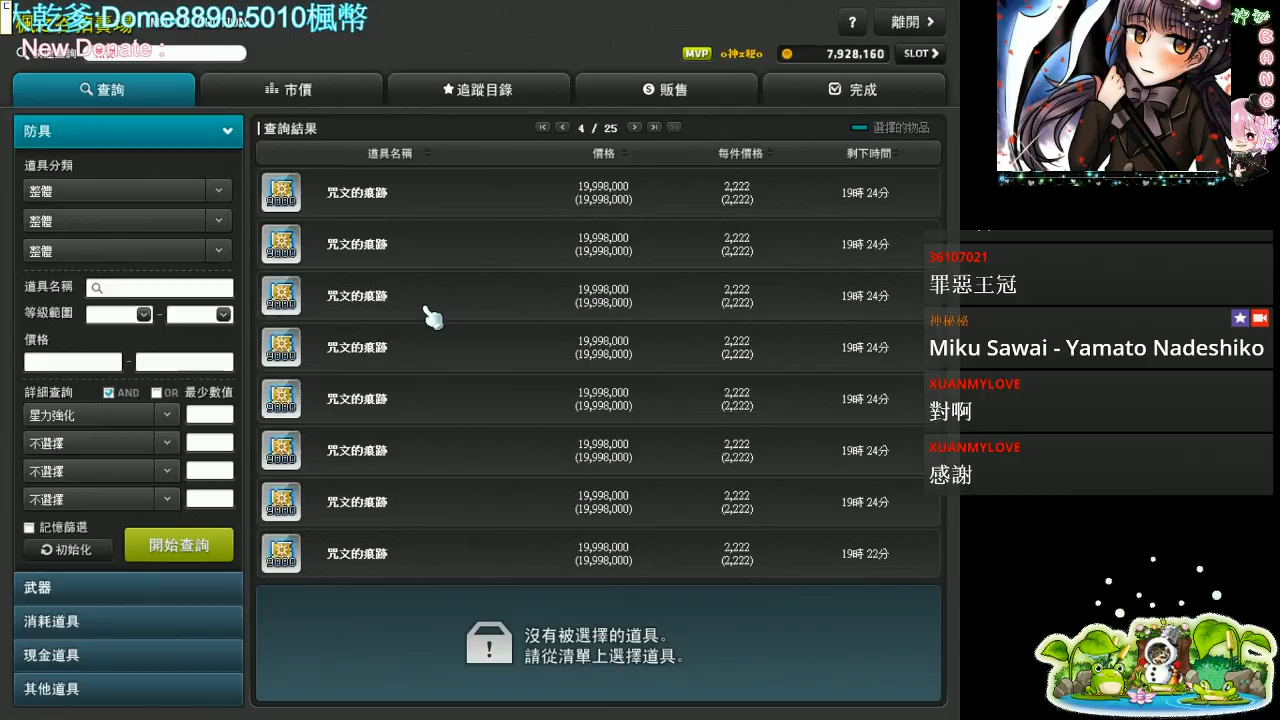 大乾爹:Dome8890:5010楓幣
New Donate :
?
離開
MVP
7,928,160
SLOT
查詢
市價
追蹤目錄
販售
完成
防具
道具分類
整體
整體
整體
道具名稱
等級範圍
-
價格
-
詳細查詢 AND OR 最少數值
星力強化
不選擇
不選擇
不選擇
記憶篩選
初始化
開始查詢
武器
消耗道具
現金道具
其他道具
查詢結果
4 / 25
選擇的物品
道具名稱 價格 每件價格 剩下時間
9000 咒文的痕跡 19,998,000 (19,998,000) 2,222 (2,222) 19時 24分
9000 咒文的痕跡 19,998,000 (19,998,000) 2,222 (2,222) 19時 24分
9000 咒文的痕跡 19,998,000 (19,998,000) 2,222 (2,222) 19時 24分
9000 咒文的痕跡 19,998,000 (19,998,000) 2,222 (2,222) 19時 24分
9000 咒文的痕跡 19,998,000 (19,998,000) 2,222 (2,222) 19時 24分
9000 咒文的痕跡 19,998,000 (19,998,000) 2,222 (2,222) 19時 24分
9000 咒文的痕跡 19,998,000 (19,998,000) 2,222 (2,222) 19時 24分
9000 咒文的痕跡 19,998,000 (19,998,000) 2,222 (2,222) 19時 22分
沒有被選擇的道具。
請從清單上選擇道具。
BANG
36107021
罪惡王冠
神秘秘
Miku Sawai - Yamato Nadeshiko
XUANMYLOVE
對啊
XUANMYLOVE
感謝